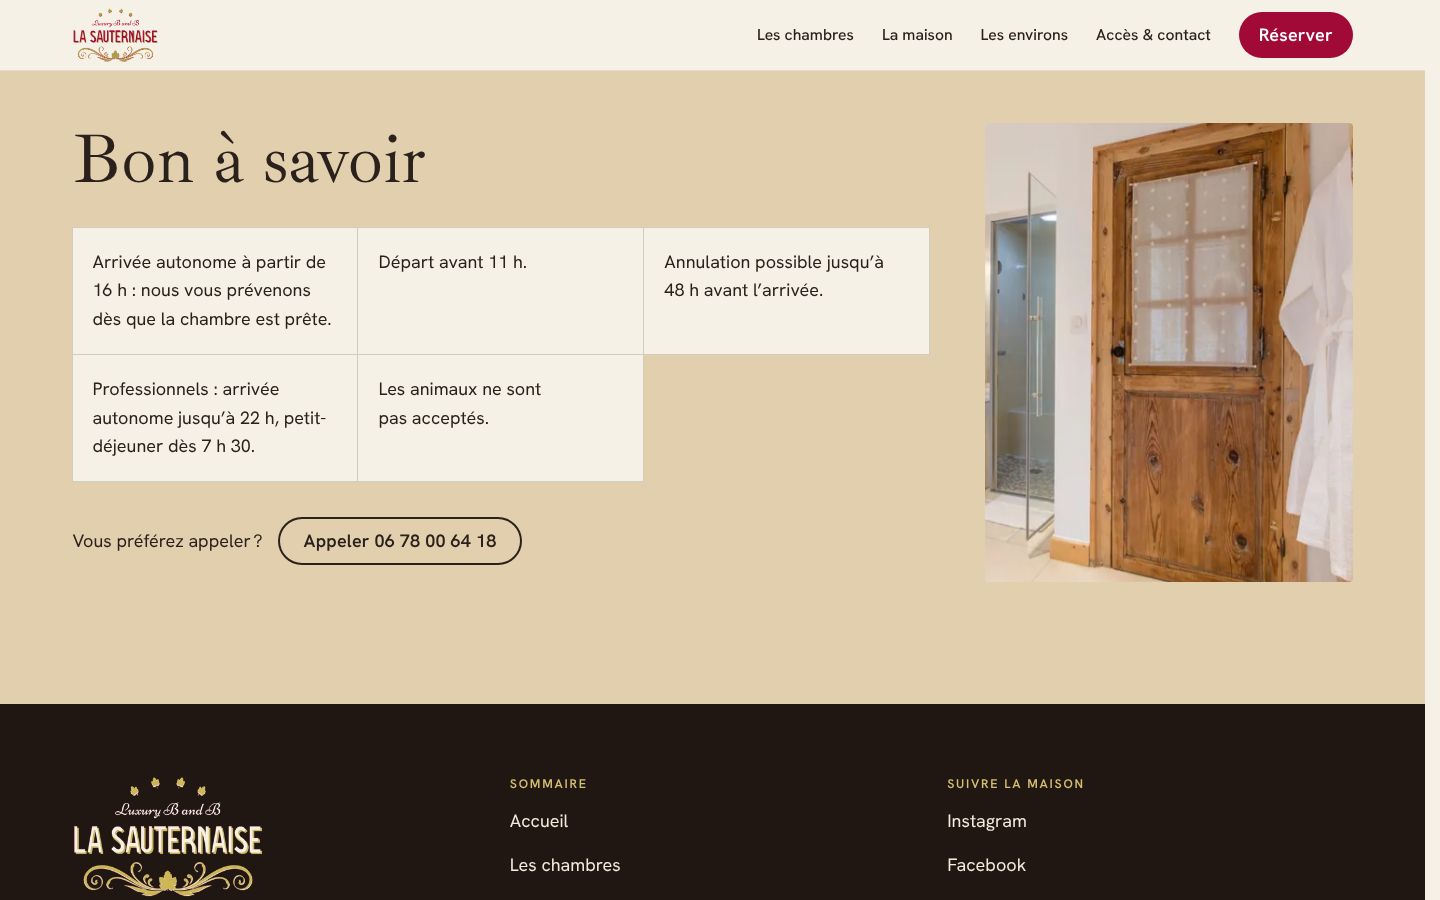 Luxury B and B
LA SAUTERNAISE
Les chambres
La maison
Les environs
Accès & contact
Réserver
Bon à savoir
Arrivée autonome à partir de
16 h : nous vous prévenons
dès que la chambre est prête.
Départ avant 11 h.
Annulation possible jusqu’à
48 h avant l’arrivée.
Professionnels : arrivée
autonome jusqu’à 22 h, petit-
déjeuner dès 7 h 30.
Les animaux ne sont
pas acceptés.
Vous préférez appeler ?
Appeler 06 78 00 64 18
Luxury B and B
LA SAUTERNAISE
SOMMAIRE
Accueil
Les chambres
SUIVRE LA MAISON
Instagram
Facebook